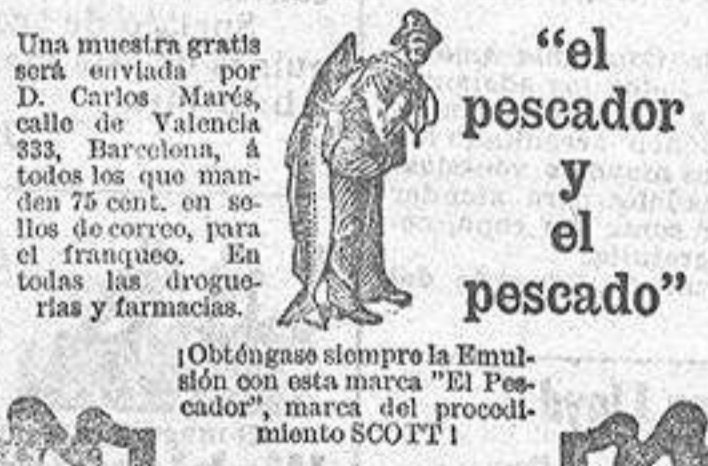 Una muestra gratis
será enviada por
D. Carlos Marés,
calle de Valencia
333, Barcelona, á
todos los que man-
den 75 cent. en se-
llos de correo, para
el franqueo. En
todas las drogue-
rias y farmacias.
"el
pescador
y
el
pescado"
¡Obténgase siempre la Emul-
sión con esta marca "El Pes-
cador", marca del procedi-
miento SCOTT!